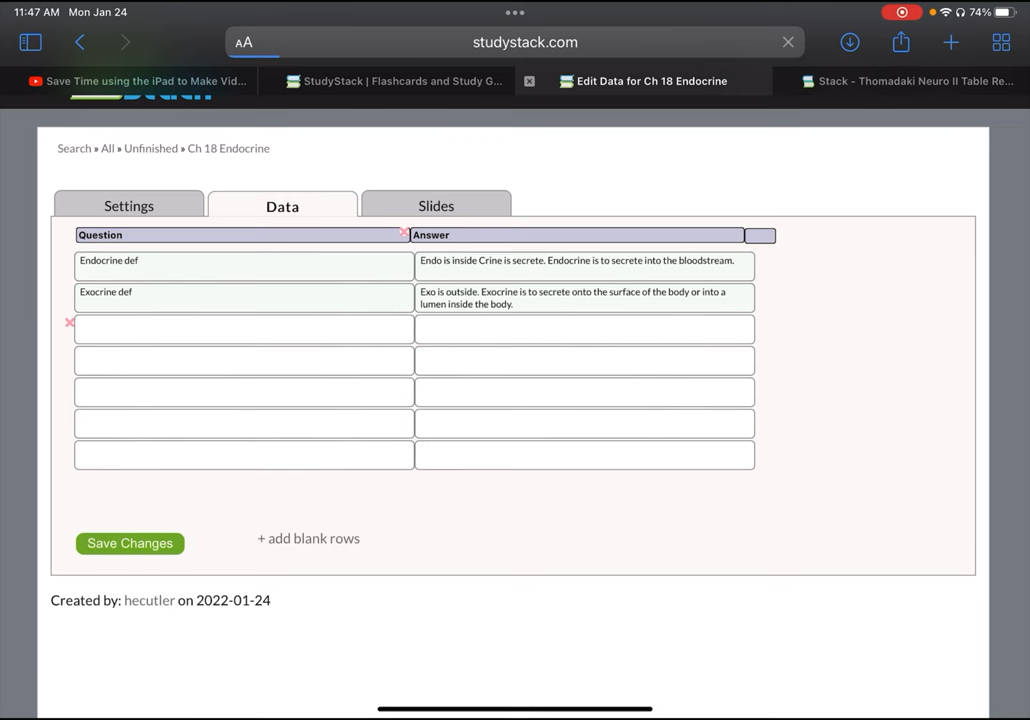 11:47 AM Mon Jan 24
74%
AA
studystack.com
Save Time using the iPad to Make Vid...
StudyStack | Flashcards and Study G...
Edit Data for Ch 18 Endocrine
Stack - Thomadaki Neuro II Table Re...
Search » All » Unfinished » Ch 18 Endocrine
Settings
Data
Slides
Question
Answer
Endocrine def
Endo is inside Crine is secrete. Endocrine is to secrete into the bloodstream.
Exocrine def
Exo is outside. Exocrine is to secrete onto the surface of the body or into a
lumen inside the body.
Save Changes
+ add blank rows
Created by: hecutler on 2022-01-24